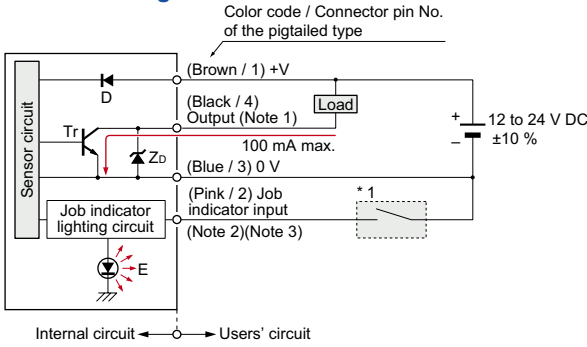 Color code / Connector pin No.
of the pigtailed type
(Brown / 1) +V
D
(Black / 4)
Output (Note 1)
Load
Tr
ZD
100 mA max.
+
–
12 to 24 V DC
±10 %
Sensor circuit
(Blue / 3) 0 V
(Pink / 2) Job
indicator input
* 1
Job indicator
lighting circuit
(Note 2)(Note 3)
E
Internal circuit
Users' circuit